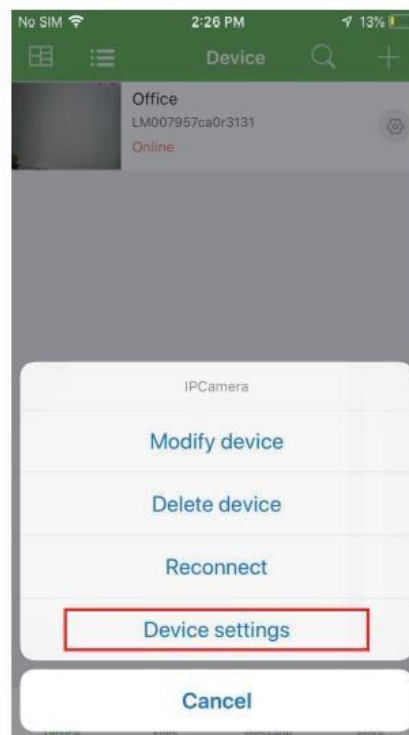 No SIM 2:26 PM 13%
Device
Office
LM007957ca0r3131
Online
IPCamera
Modify device
Delete device
Reconnect
Device settings
Cancel